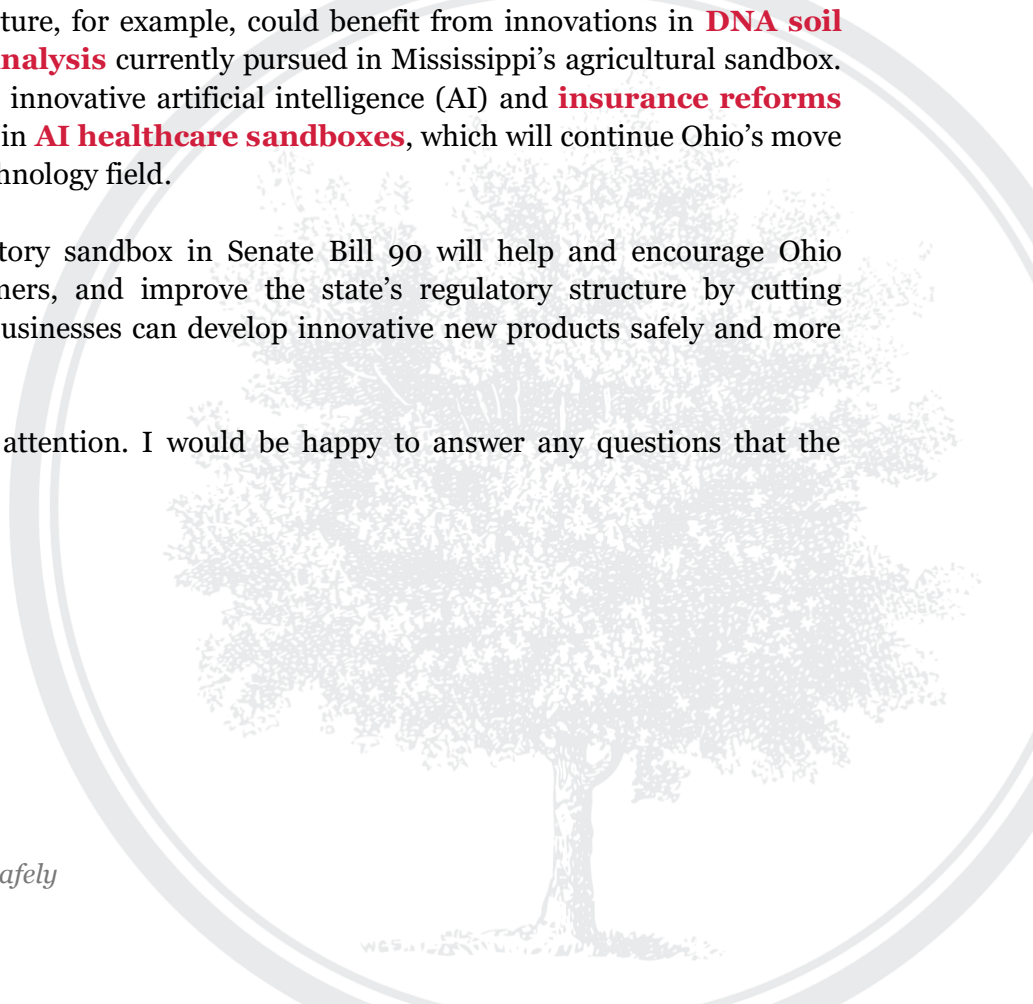 ture, for example, could benefit from innovations in DNA soil
nalysis currently pursued in Mississippi’s agricultural sandbox.
innovative artificial intelligence (AI) and insurance reforms
in AI healthcare sandboxes, which will continue Ohio’s move
hnology field.
tory sandbox in Senate Bill 90 will help and encourage Ohio
ners, and improve the state’s regulatory structure by cutting
usinesses can develop innovative new products safely and more
attention. I would be happy to answer any questions that the
afely